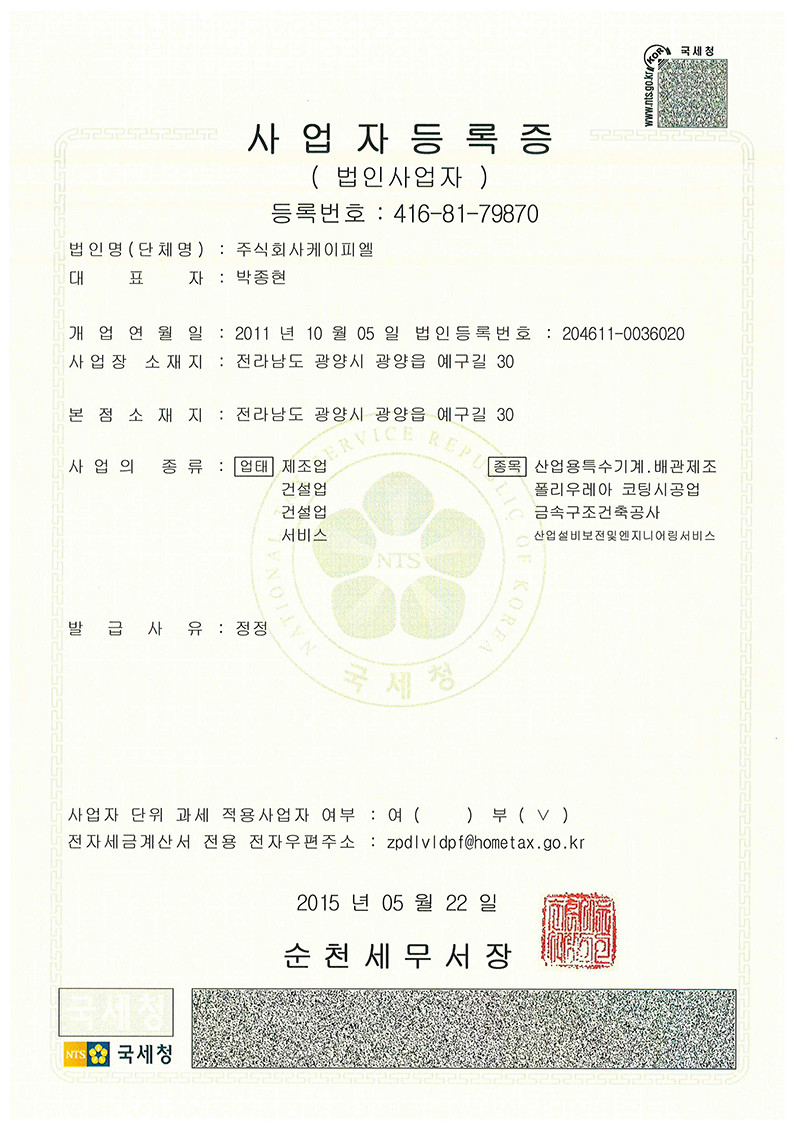 국세청
KOR
www.nts.go.kr
사업자등록증
( 법인사업자 )
등록번호 : 416-81-79870
법인명(단체명) : 주식회사케이피엘
대 표 자 : 박종현
개 업 연 월 일 : 2011 년 10 월 05 일 법인등록번호 : 204611-0036020
사업장 소재지 : 전라남도 광양시 광양읍 예구길 30
본 점 소 재 지 : 전라남도 광양시 광양읍 예구길 30
사 업 의 종 류 : 업태 제조업 종목 산업용특수기계.배관제조
건설업 폴리우레아 코팅시공업
건설업 금속구조건축공사
서비스 산업설비보전및엔지니어링서비스
NATIONAL TAX SERVICE REPUBLIC OF KOREA
NTS
국세청
발 급 사 유 : 정정
사업자 단위 과세 적용사업자 여부 : 여 ( ) 부 ( ∨ )
전자세금계산서 전용 전자우편주소 : zpdlvldpf@hometax.go.kr
2015 년 05 월 22 일
순천세무서장
국세청
NTS 국세청